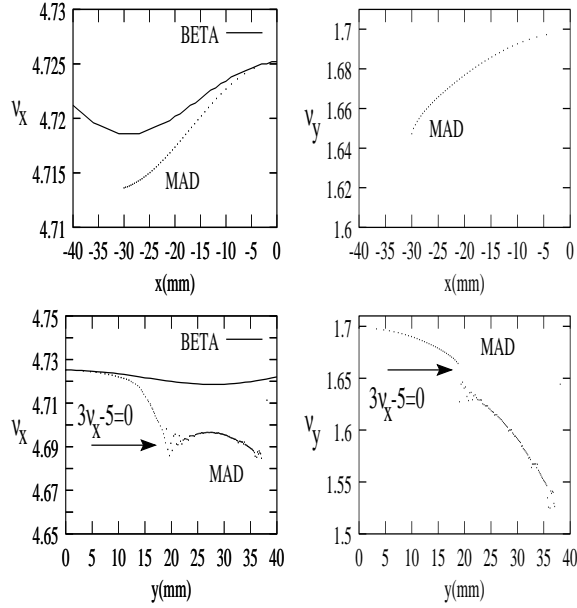 4.73
BETA
4.725
ν_x
4.72
4.715
MAD
4.71
-40 -35 -30 -25 -20 -15 -10 -5 0
x(mm)
1.7
1.68
ν_y
1.66
MAD
1.64
1.62
1.6
-40 -35 -30 -25 -20 -15 -10 -5 0
x(mm)
4.75
BETA
4.73
4.71
3ν_x-5=0
ν_x
4.69
MAD
4.67
4.65
0 5 10 15 20 25 30 35 40
y(mm)
1.7
MAD
1.65
3ν_x-5=0
ν_y
1.6
1.55
1.5
0 5 10 15 20 25 30 35 40
y(mm)